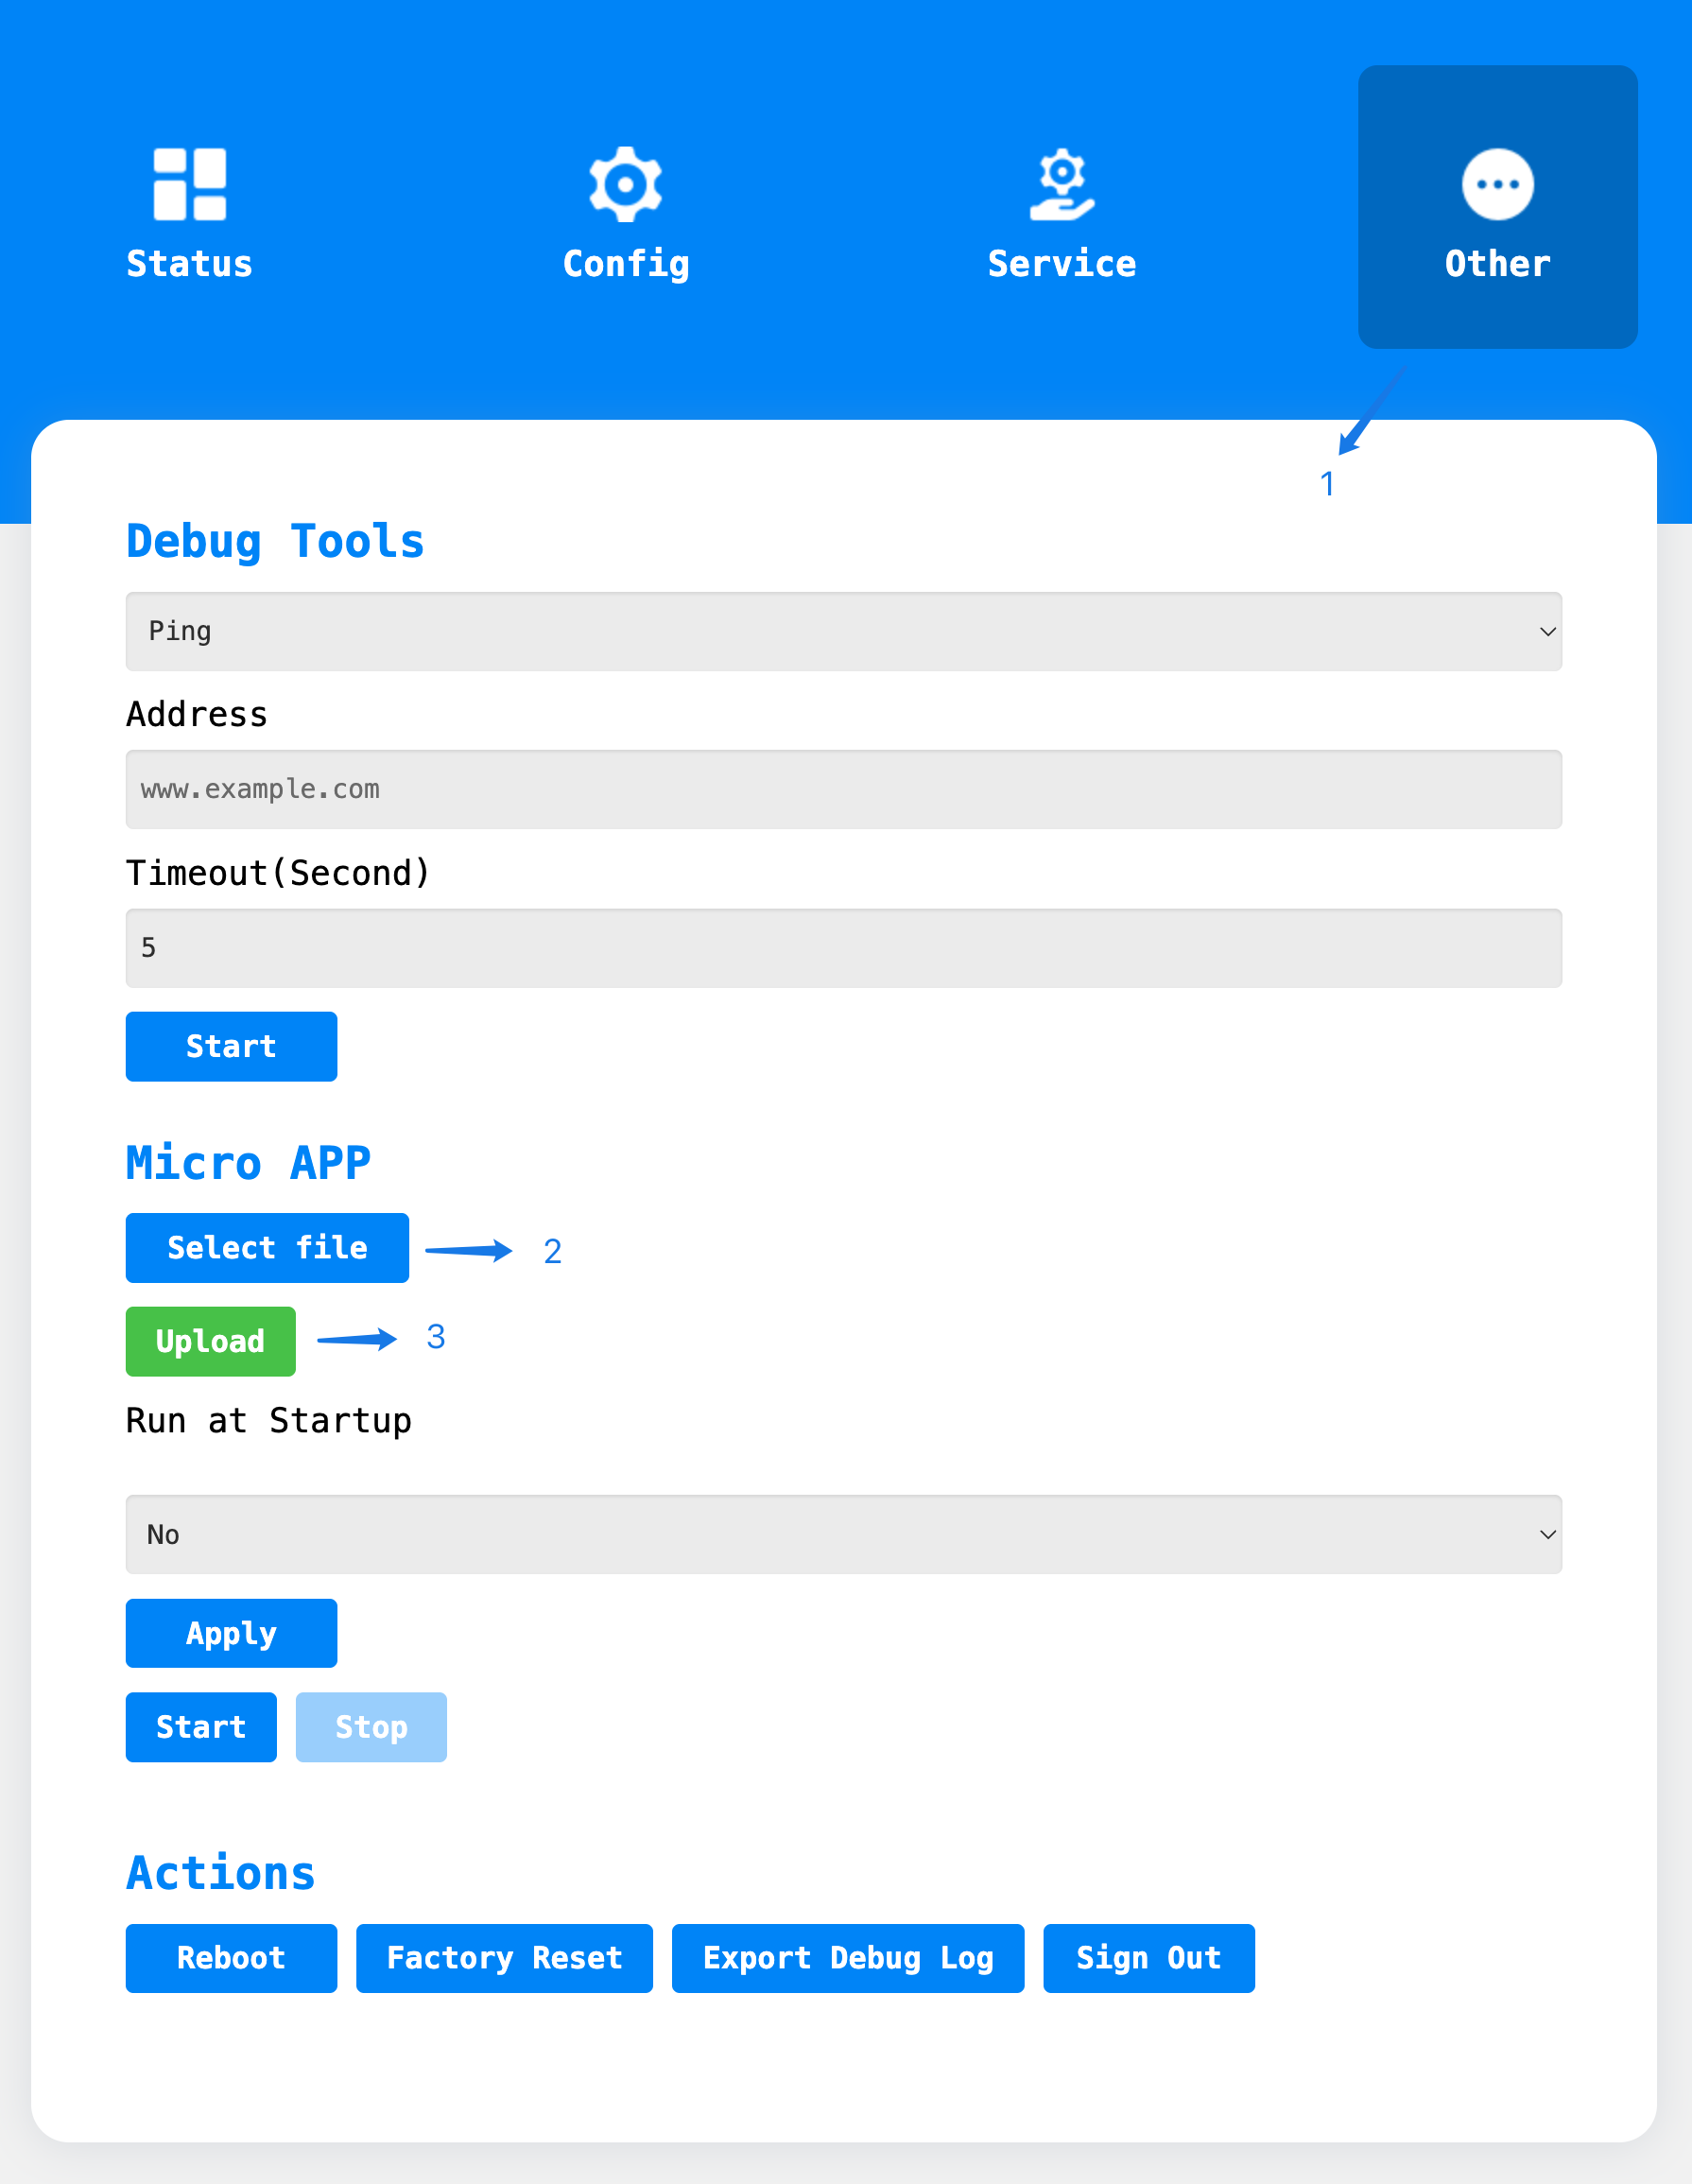 Status Config Service Other
1
Debug Tools
Ping
Address
www.example.com
Timeout(Second)
5
Start
Micro APP
Select file 2
Upload 3
Run at Startup
No
Apply
Start Stop
Actions
Reboot Factory Reset Export Debug Log Sign Out